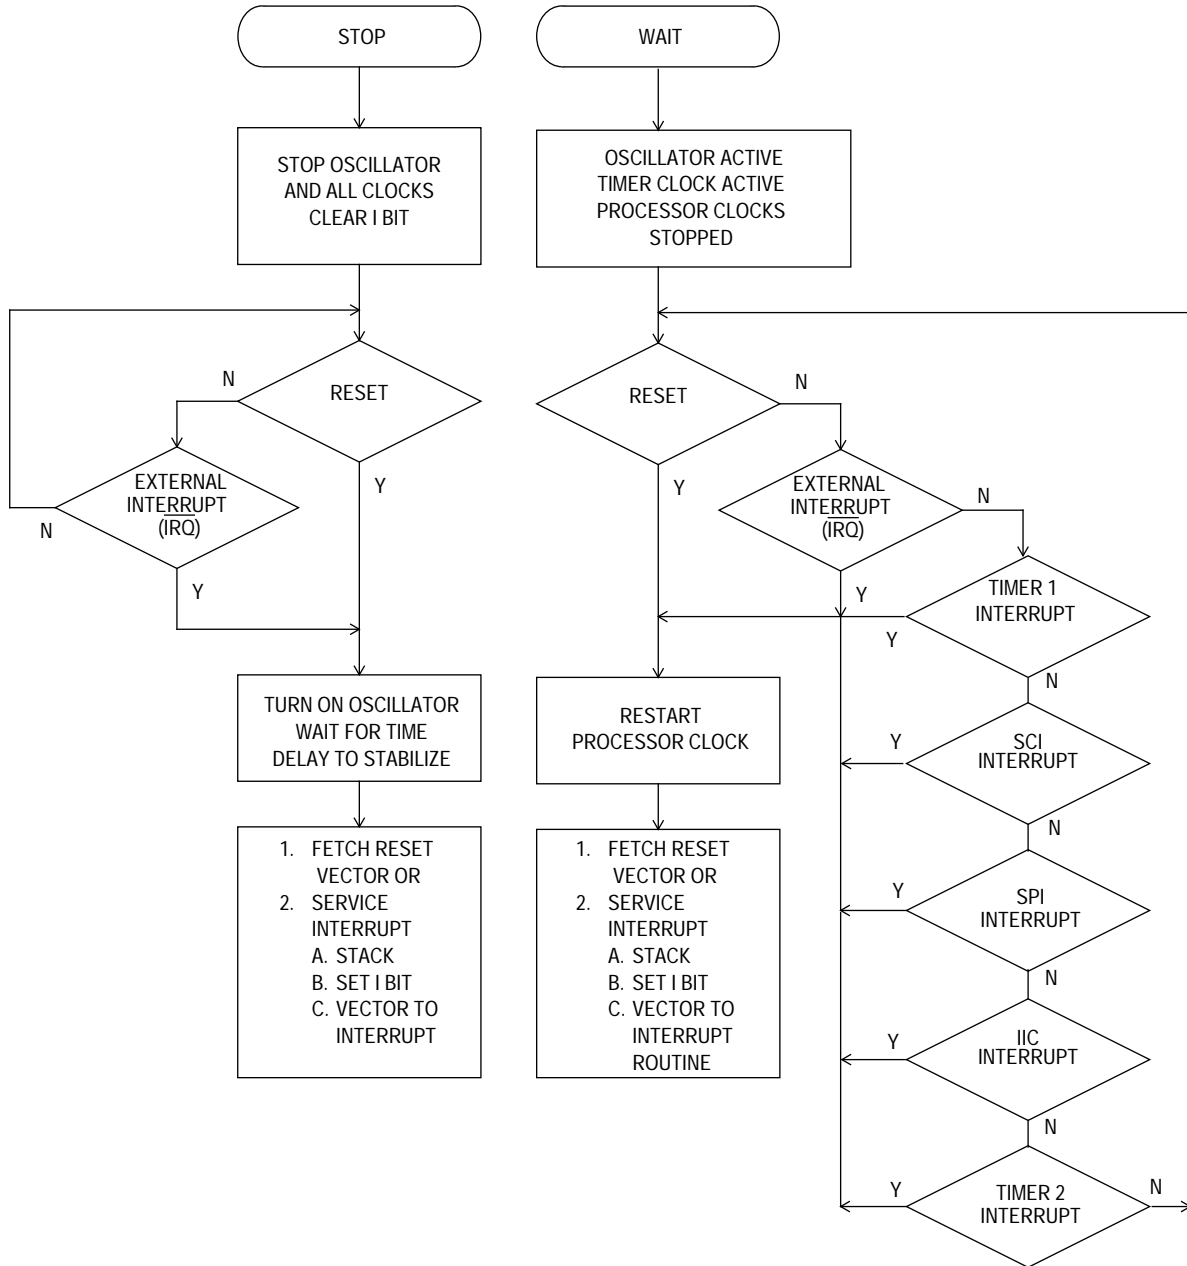 STOP
STOP OSCILLATOR
AND ALL CLOCKS
CLEAR I BIT
RESET
N
Y
EXTERNAL
INTERRUPT
(IRQ)
N
Y
TURN ON OSCILLATOR
WAIT FOR TIME
DELAY TO STABILIZE
1. FETCH RESET
VECTOR OR
2. SERVICE
INTERRUPT
A. STACK
B. SET I BIT
C. VECTOR TO
INTERRUPT
WAIT
OSCILLATOR ACTIVE
TIMER CLOCK ACTIVE
PROCESSOR CLOCKS
STOPPED
RESET
N
Y
EXTERNAL
INTERRUPT
(IRQ)
N
Y
TIMER 1
INTERRUPT
Y
N
SCI
INTERRUPT
Y
N
SPI
INTERRUPT
Y
N
IIC
INTERRUPT
Y
N
TIMER 2
INTERRUPT
Y
N
RESTART
PROCESSOR CLOCK
1. FETCH RESET
VECTOR OR
2. SERVICE
INTERRUPT
A. STACK
B. SET I BIT
C. VECTOR TO
INTERRUPT
ROUTINE